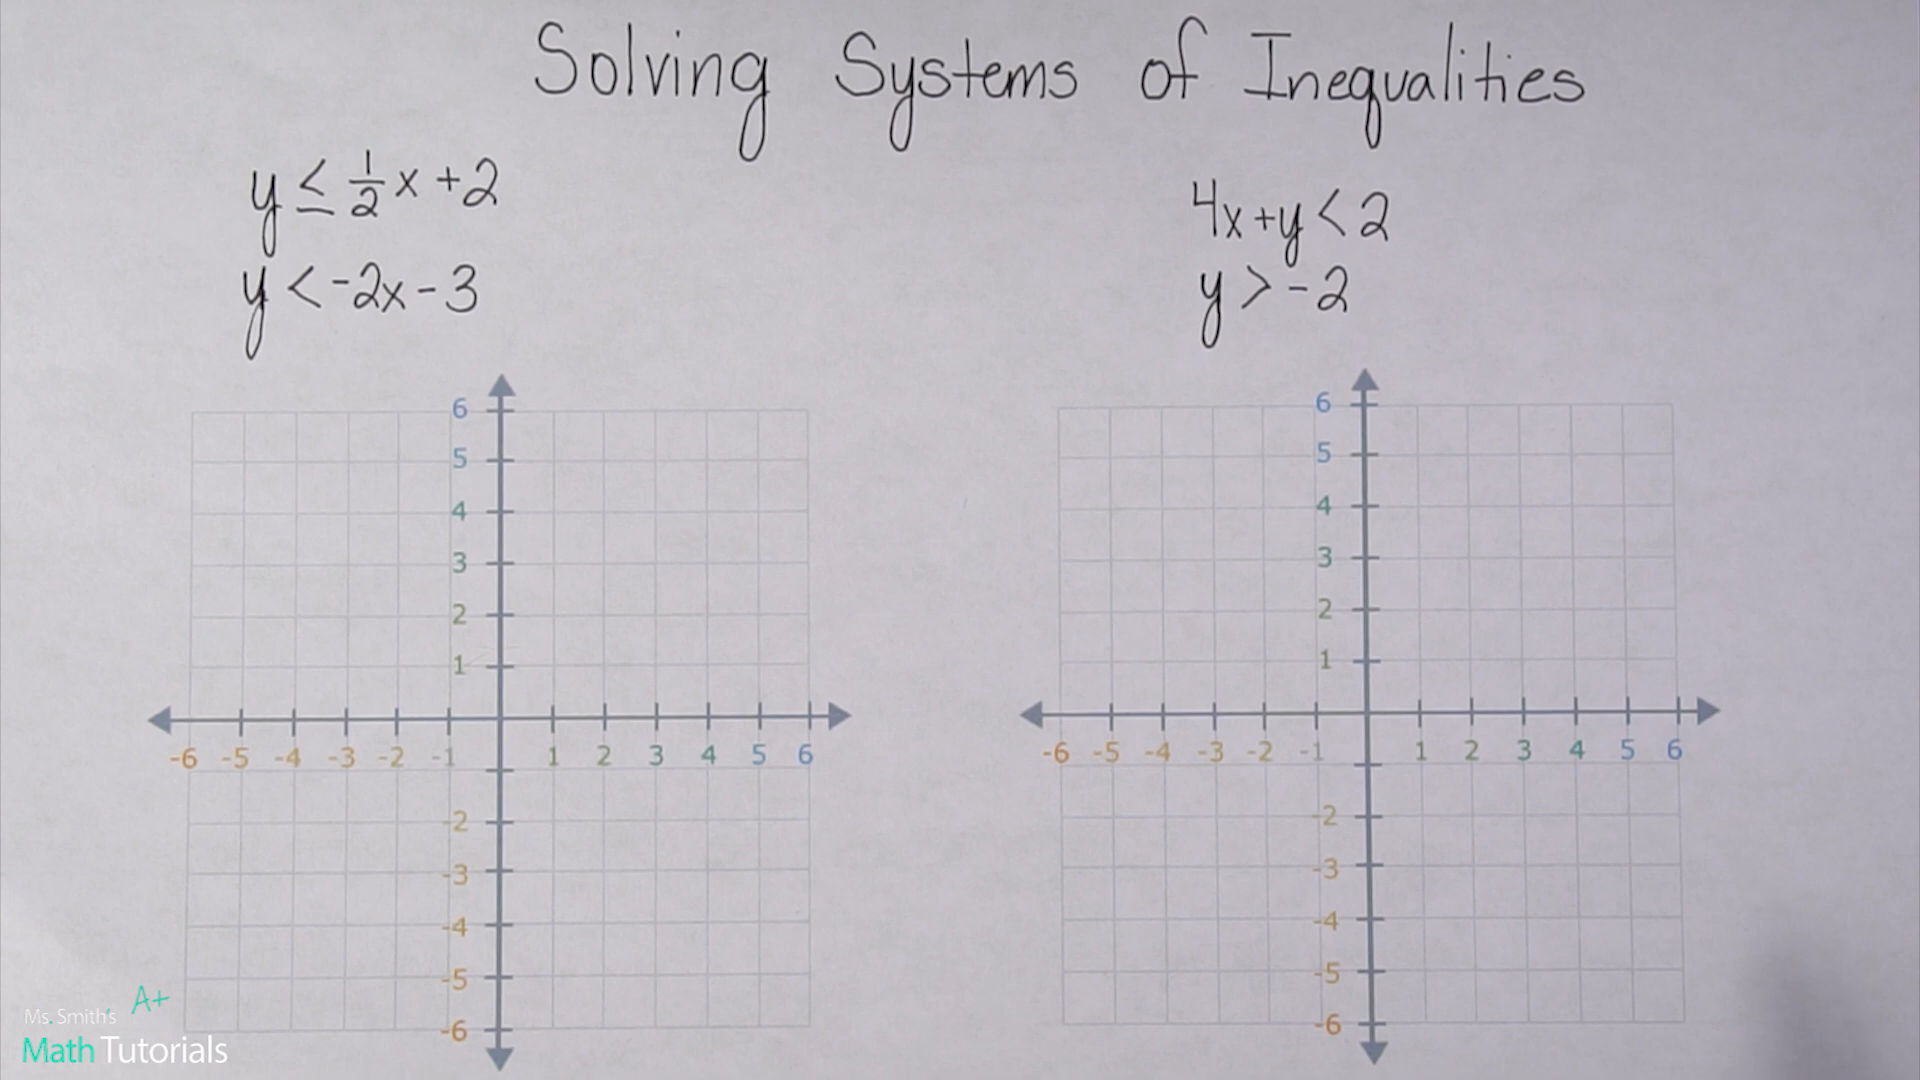 Solving Systems of Inequalities
y ≤ 1/2 x + 2
y < -2x - 3
4x + y < 2
y > -2
6
5
4
3
2
1
-6 -5 -4 -3 -2 -1 1 2 3 4 5 6
-2
-3
-4
-5
-6
6
5
4
3
2
1
-6 -5 -4 -3 -2 -1 1 2 3 4 5 6
-2
-3
-4
-5
-6
Ms. Smith's A+
Math Tutorials